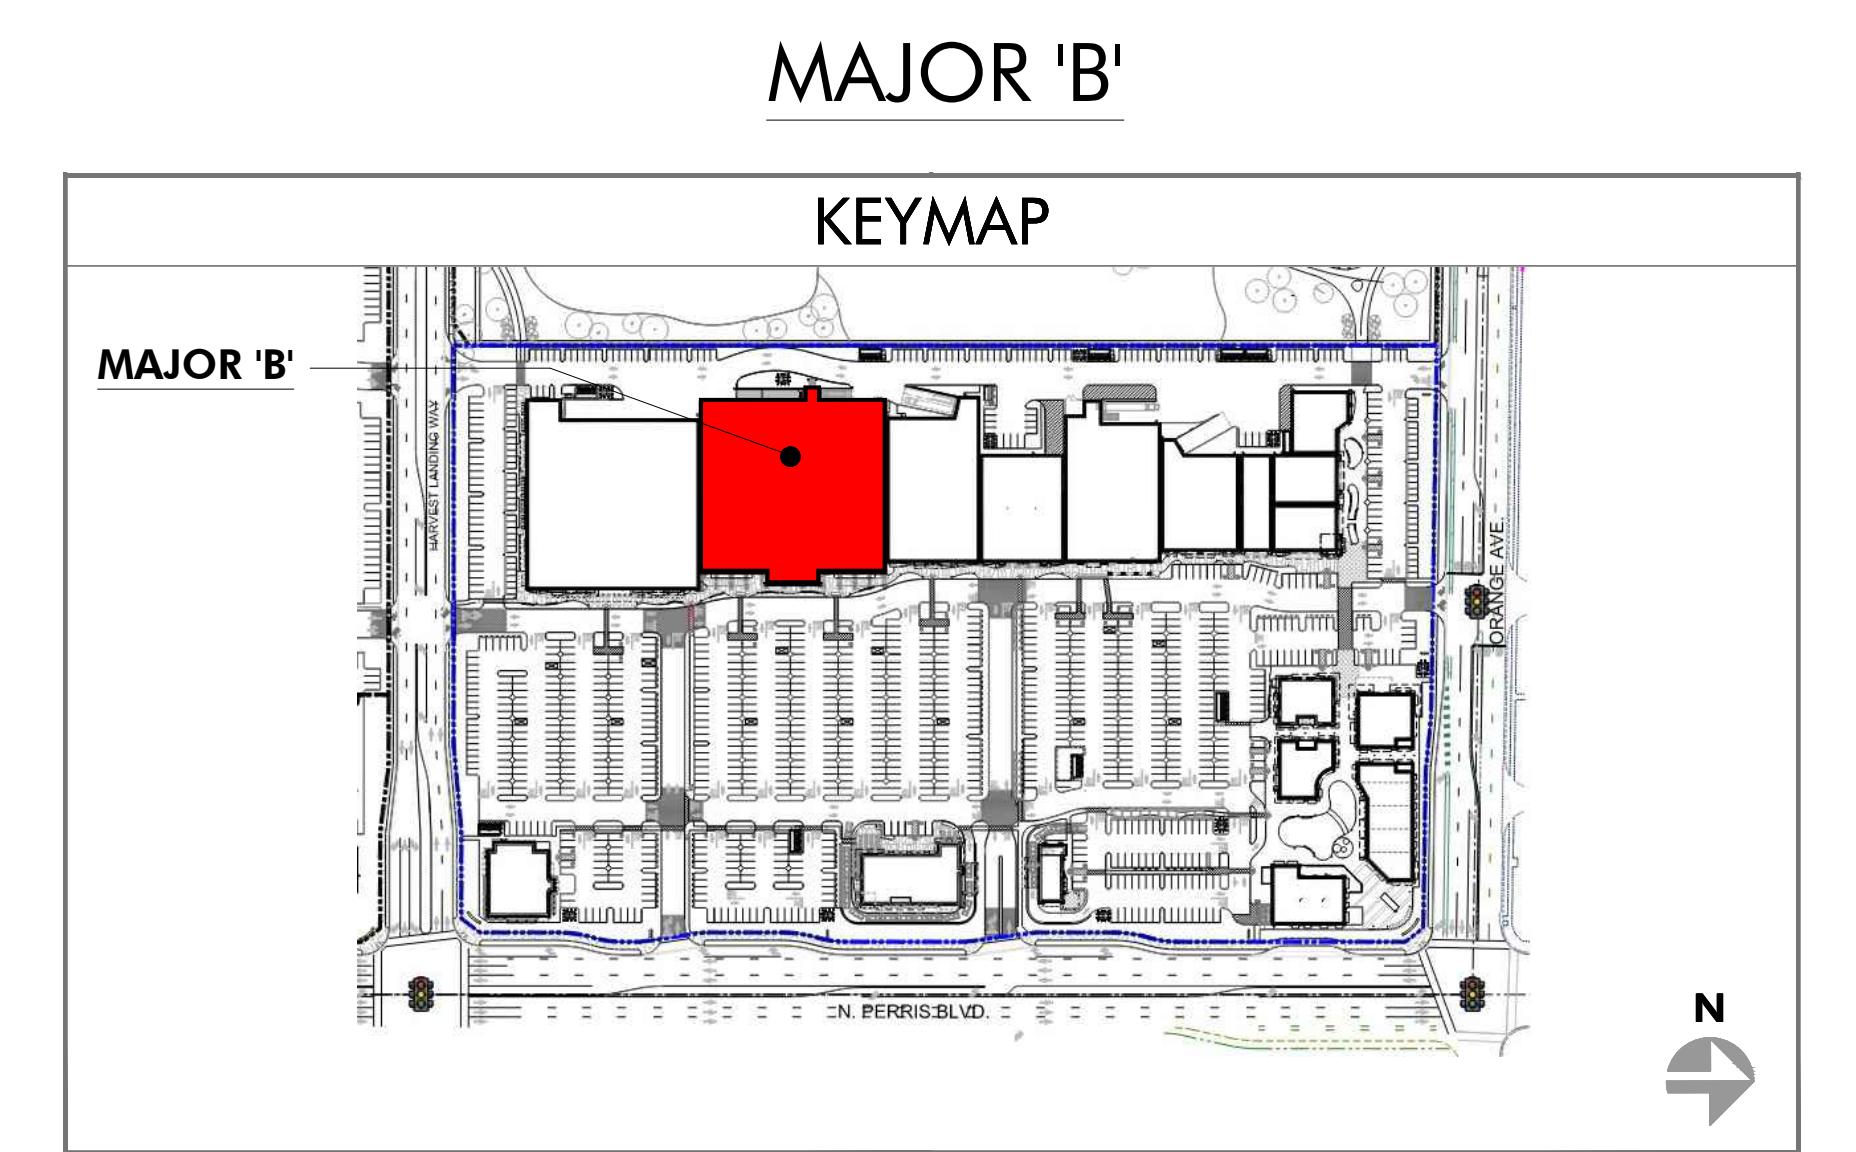 MAJOR 'B'
KEYMAP
MAJOR 'B'
HARVEST LANDING WAY
ORANGE AVE.
N. PERRIS BLVD.
N